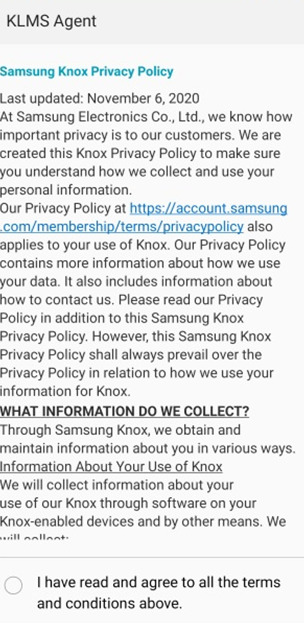 KLMS Agent
Samsung Knox Privacy Policy
Last updated: November 6, 2020
At Samsung Electronics Co., Ltd., we know how
important privacy is to our customers. We are
created this Knox Privacy Policy to make sure
you understand how we collect and use your
personal information.
Our Privacy Policy at https://account.samsung
.com/membership/terms/privacypolicy also
applies to your use of Knox. Our Privacy Policy
contains more information about how we use
your data. It also includes information about
how to contact us. Please read our Privacy
Policy in addition to this Samsung Knox
Privacy Policy. However, this Samsung Knox
Privacy Policy shall always prevail over the
Privacy Policy in relation to how we use your
information for Knox.
WHAT INFORMATION DO WE COLLECT?
Through Samsung Knox, we obtain and
maintain information about you in various ways.
Information About Your Use of Knox
We will collect information about your
use of our Knox through software on your
Knox-enabled devices and by other means. We
will collect:
I have read and agree to all the terms
and conditions above.